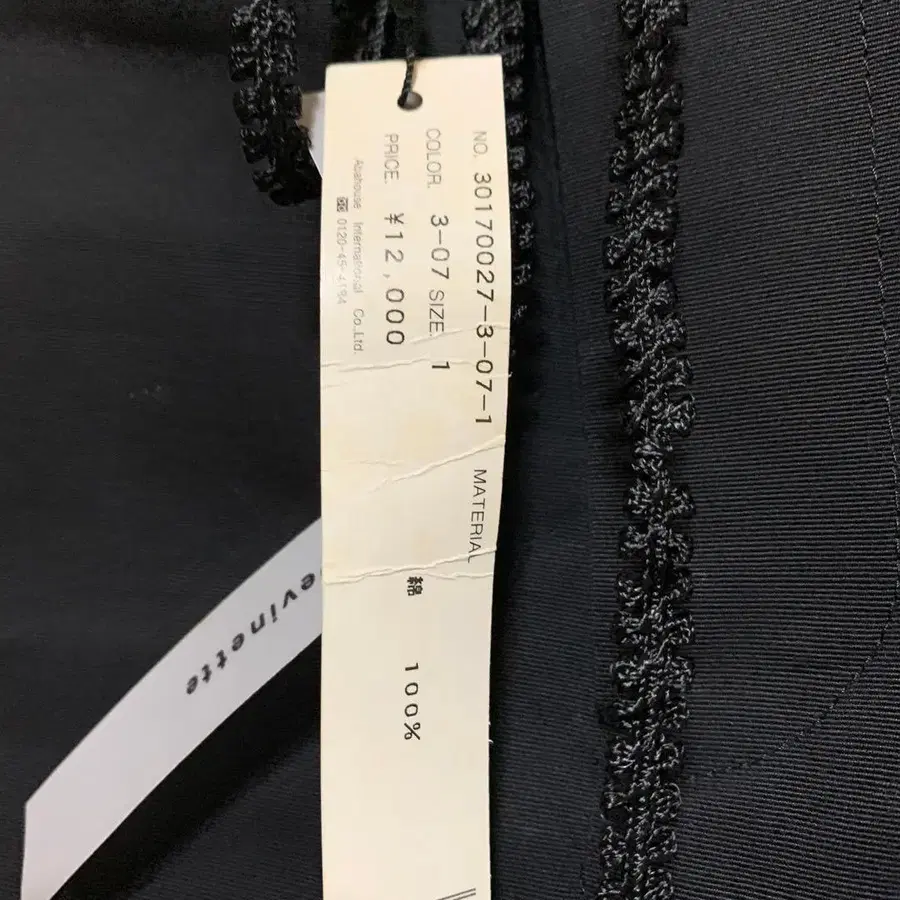 NO. 30170027-3-07-1
COLOR. 3-07 SIZE. 1
PRICE. ¥12,000
Abahouse International Co.,Ltd.
0120-45-4194
MATERIAL
綿 100%
evinette